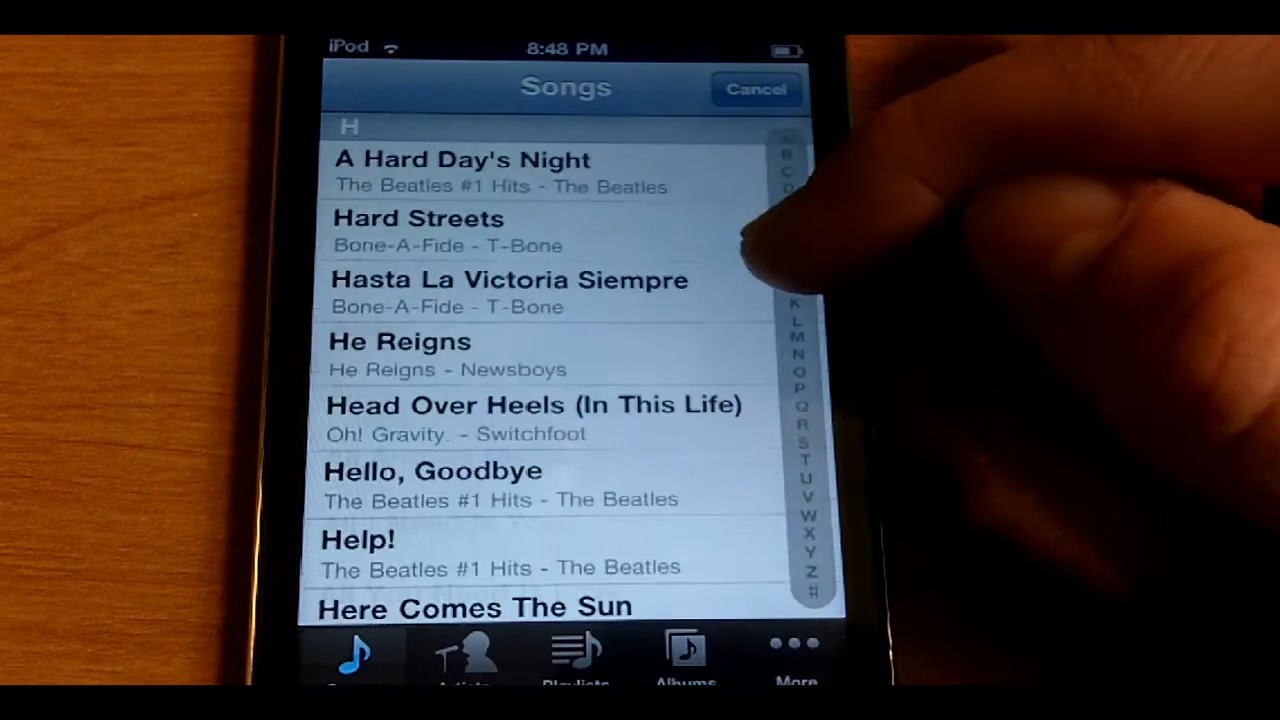 iPod
8:48 PM
Songs
Cancel
H
A Hard Day's Night
The Beatles #1 Hits - The Beatles
Hard Streets
Bone-A-Fide - T-Bone
Hasta La Victoria Siempre
Bone-A-Fide - T-Bone
He Reigns
He Reigns - Newsboys
Head Over Heels (In This Life)
Oh! Gravity. - Switchfoot
Hello, Goodbye
The Beatles #1 Hits - The Beatles
Help!
The Beatles #1 Hits - The Beatles
Here Comes The Sun
B
C
D
K
L
M
N
O
P
Q
R
S
T
U
V
W
X
Y
Z
#
Artists
Playlists
Albums
More